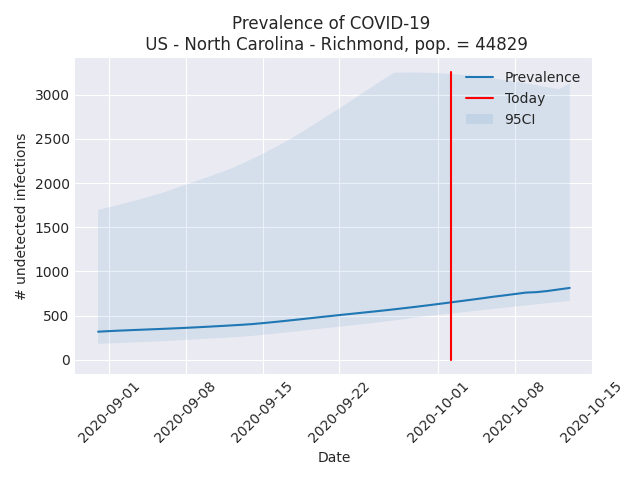 Prevalence of COVID-19
US - North Carolina - Richmond, pop. = 44829
Prevalence
Today
95CI
# undetected infections
3000
2500
2000
1500
1000
500
0
2020-09-01
2020-09-08
2020-09-15
2020-09-22
2020-10-01
2020-10-08
2020-10-15
Date